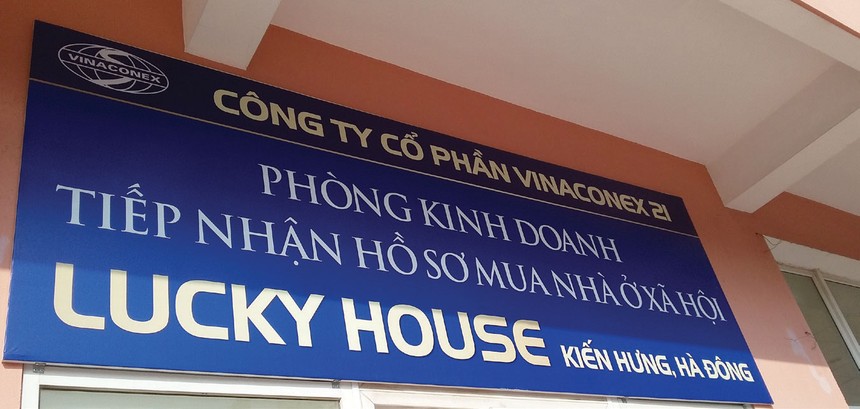 VINACONEX
CÔNG TY CỔ PHẦN VINACONEX 21
PHÒNG KINH DOANH
TIẾP NHẬN HỒ SƠ MUA NHÀ Ở XÃ HỘI
LUCKY HOUSE KIẾN HƯNG, HÀ ĐÔNG